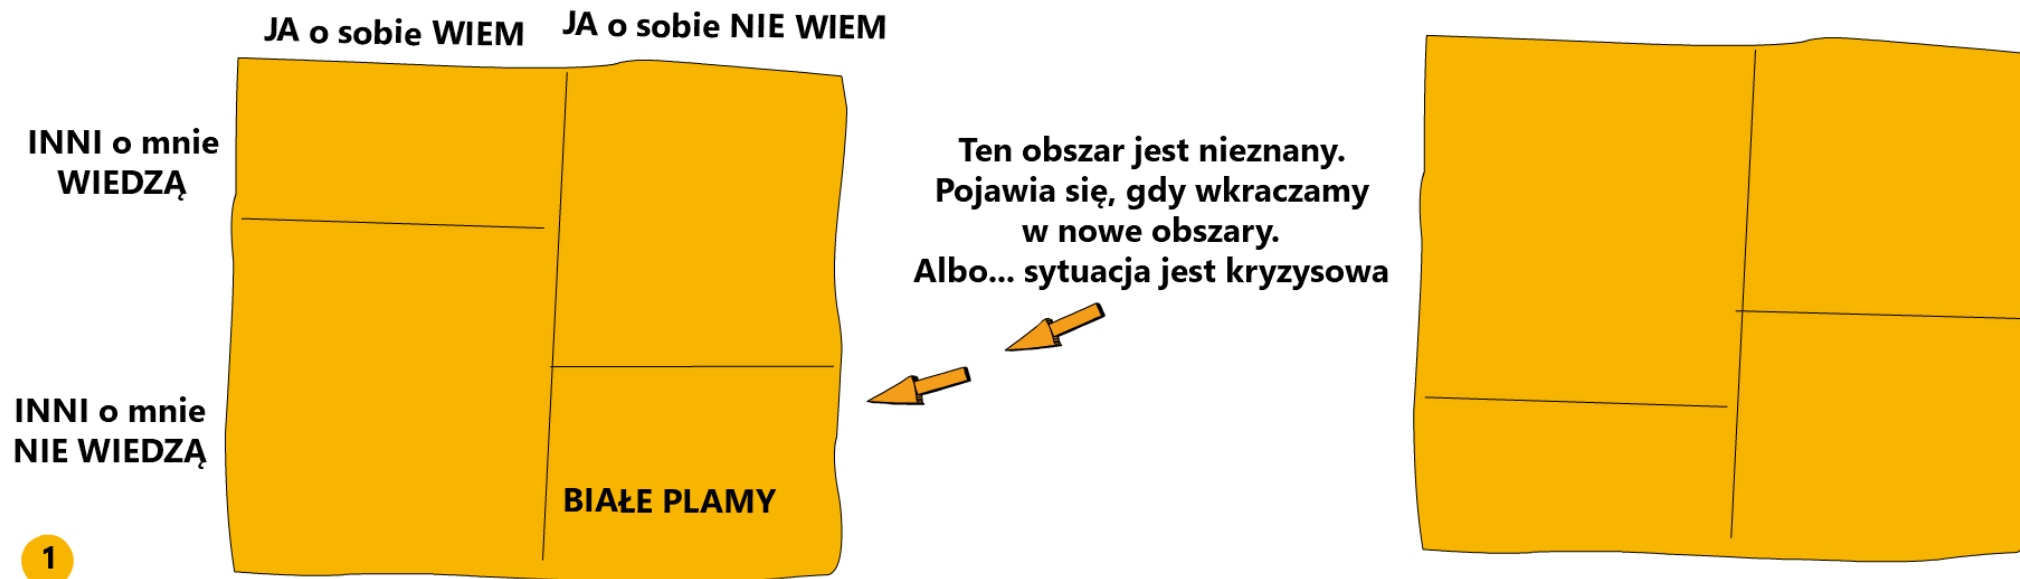 JA o sobie WIEM
JA o sobie NIE WIEM
INNI o mnie
WIEDZĄ
Ten obszar jest nieznany.
Pojawia się, gdy wkraczamy
w nowe obszary.
Albo... sytuacja jest kryzysowa
INNI o mnie
NIE WIEDZĄ
BIAŁE PLAMY
1